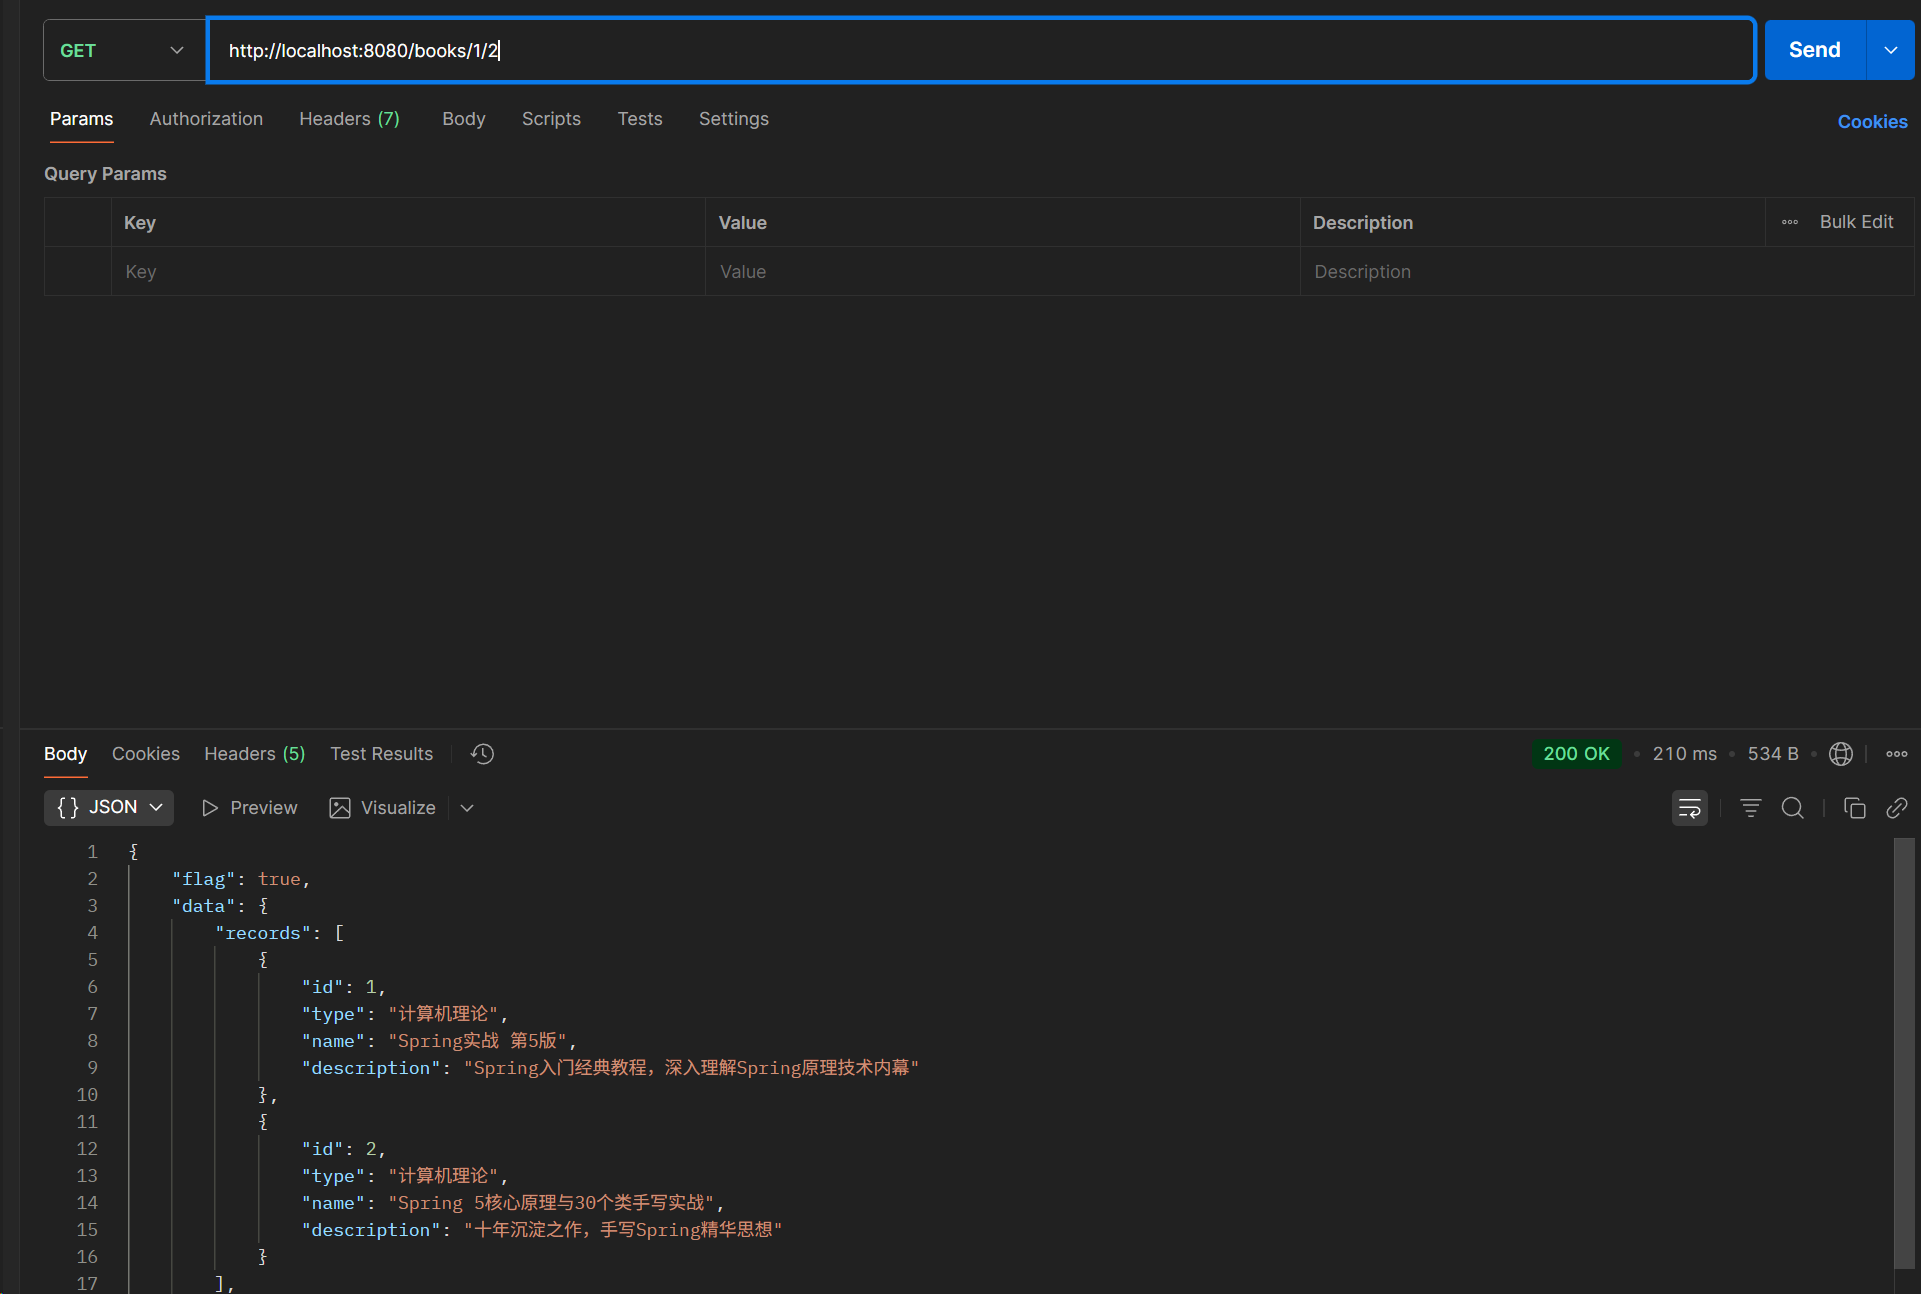 GET http://localhost:8080/books/1/2 Send
Params Authorization Headers (7) Body Scripts Tests Settings Cookies
Query Params
Key Value Description Bulk Edit
Key Value Description
Body Cookies Headers (5) Test Results 200 OK 210 ms 534 B
{} JSON Preview Visualize
1 {
2 "flag": true,
3 "data": {
4 "records": [
5 {
6 "id": 1,
7 "type": "计算机理论",
8 "name": "Spring实战 第5版",
9 "description": "Spring入门经典教程，深入理解Spring原理技术内幕"
10 },
11 {
12 "id": 2,
13 "type": "计算机理论",
14 "name": "Spring 5核心原理与30个类手写实战",
15 "description": "十年沉淀之作，手写Spring精华思想"
16 }
17 ],